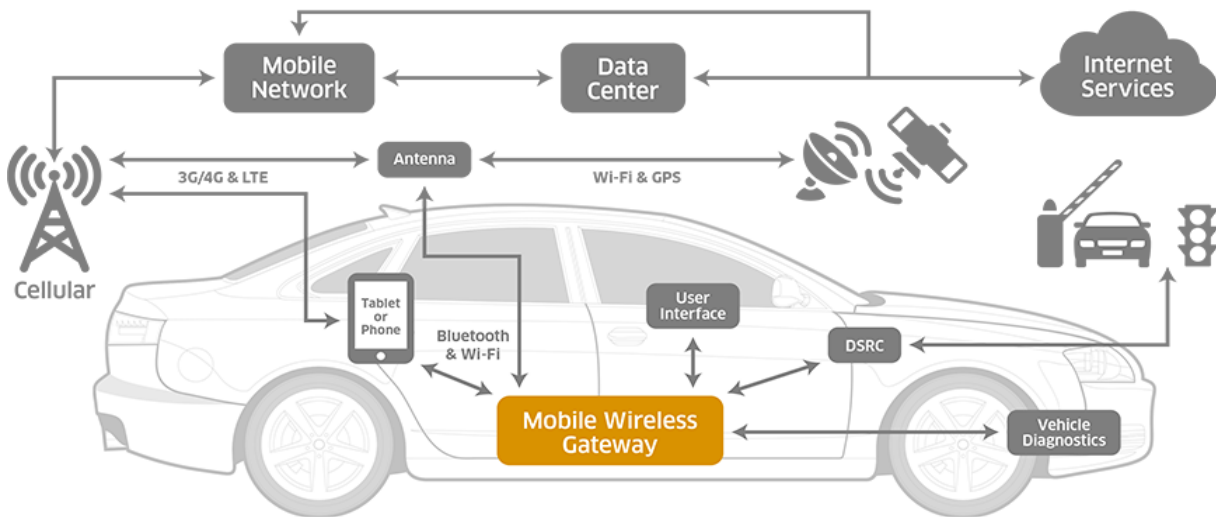 Mobile
Network
Data
Center
Internet
Services
Antenna
3G/4G & LTE
Wi-Fi & GPS
Cellular
Tablet
or
Phone
Bluetooth
& Wi-Fi
User
Interface
DSRC
Mobile Wireless
Gateway
Vehicle
Diagnostics